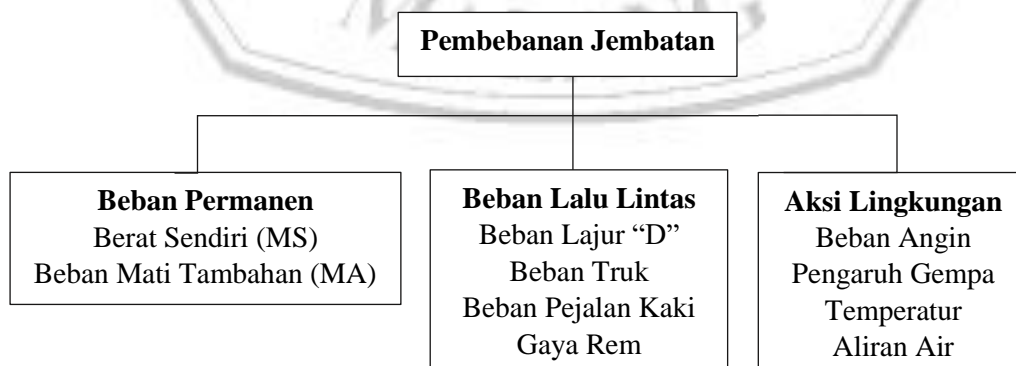 Pembebanan Jembatan
Beban Permanen
Berat Sendiri (MS)
Beban Mati Tambahan (MA)
Beban Lalu Lintas
Beban Lajur “D”
Beban Truk
Beban Pejalan Kaki
Gaya Rem
Aksi Lingkungan
Beban Angin
Pengaruh Gempa
Temperatur
Aliran Air